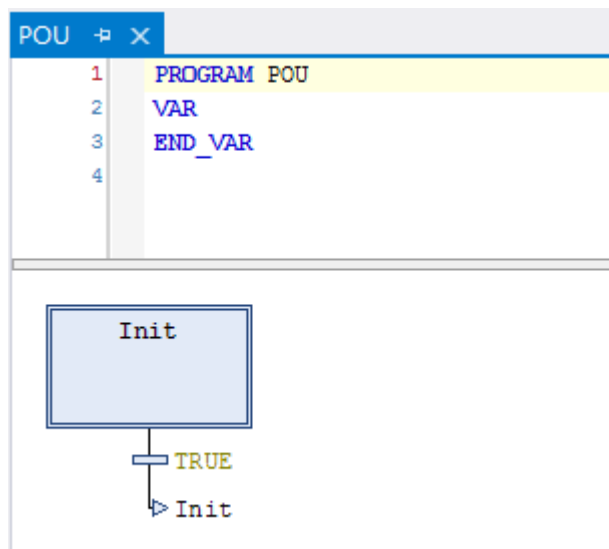 POU
1 PROGRAM POU
2 VAR
3 END_VAR
4
Init
TRUE
Init